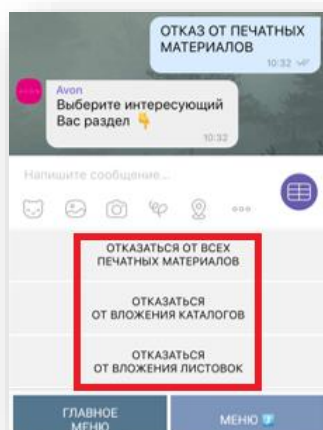 ОТКАЗ ОТ ПЕЧАТНЫХ
МАТЕРИАЛОВ
10:32
AVON
Avon
Выберите интересующий
Вас раздел 👇
10:32
Напишите сообщение...
ОТКАЗАТЬСЯ ОТ ВСЕХ
ПЕЧАТНЫХ МАТЕРИАЛОВ
ОТКАЗАТЬСЯ
ОТ ВЛОЖЕНИЯ КАТАЛОГОВ
ОТКАЗАТЬСЯ
ОТ ВЛОЖЕНИЯ ЛИСТОВОК
ГЛАВНОЕ
МЕНЮ
МЕНЮ